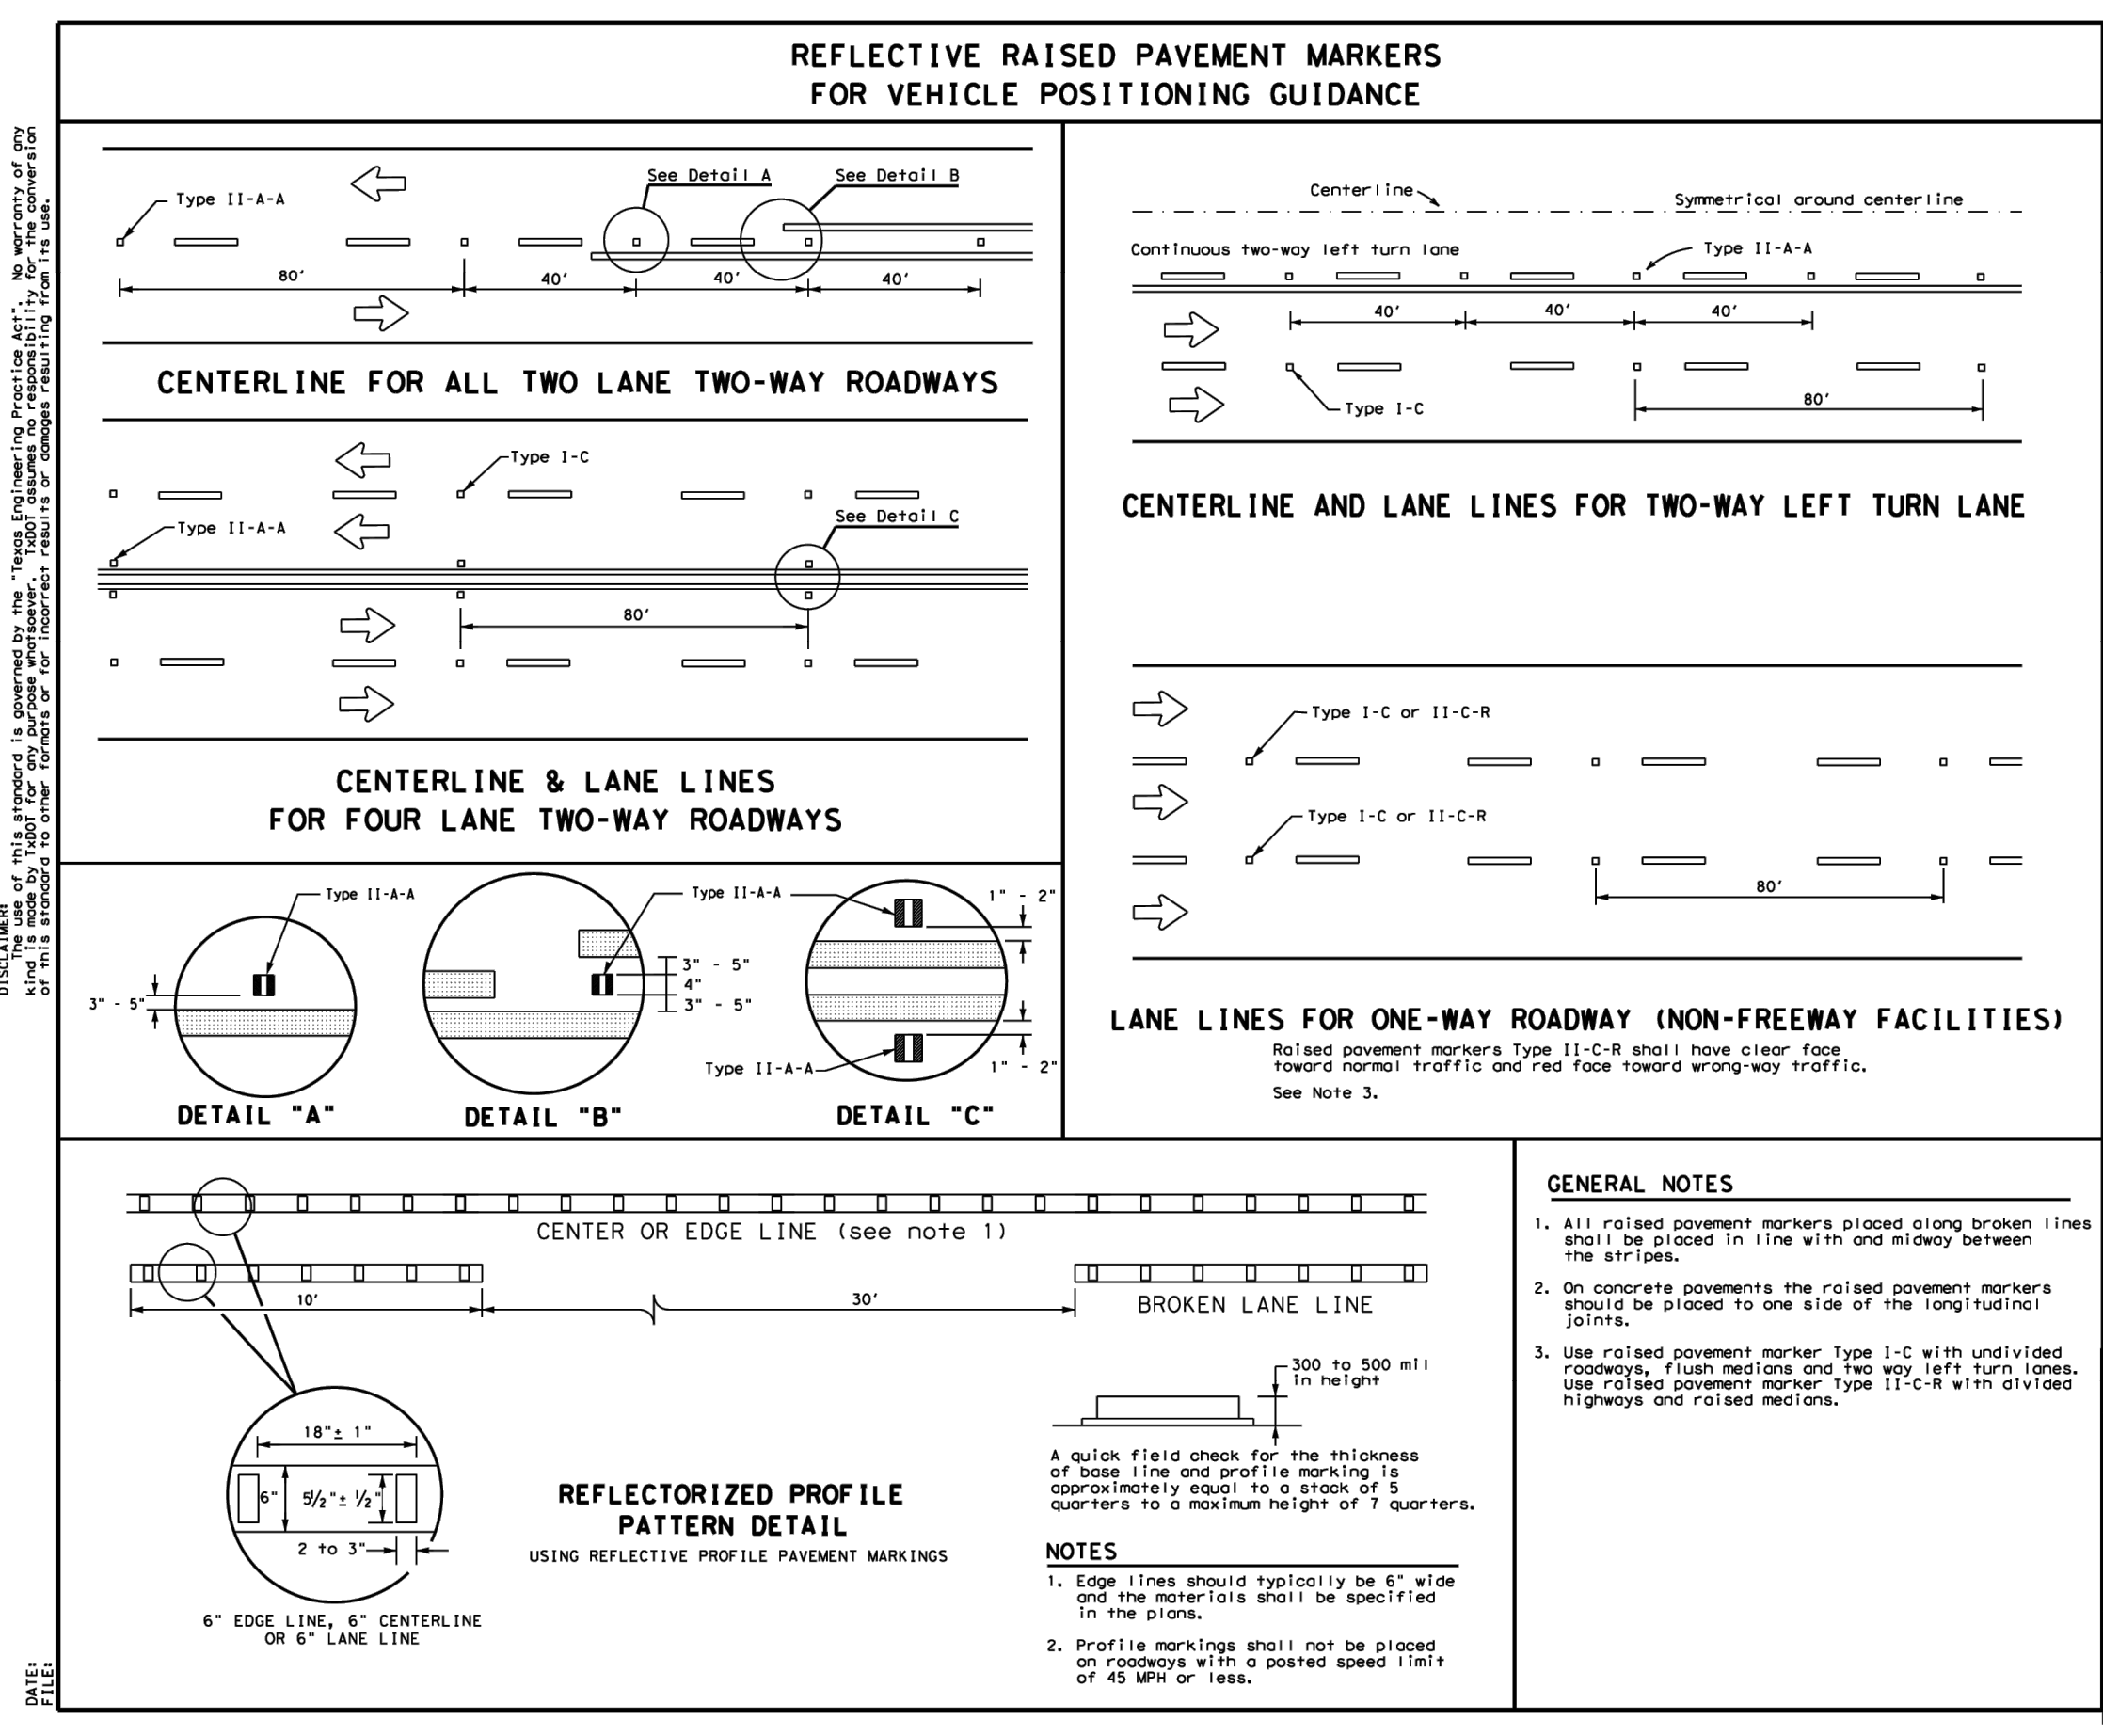 REFLECTIVE RAISED PAVEMENT MARKERS
FOR VEHICLE POSITIONING GUIDANCE
DISCLAIMER:
The use of this standard is governed by the "Texas Engineering Practice Act". No warranty of any
kind is made by TxDOT for any purpose whatsoever. TxDOT assumes no responsibility for the conversion
of this standard to other formats or for incorrect results or damages resulting from its use.
DATE:
FILE:
Type II-A-A
See Detail A
See Detail B
80'
40'
40'
40'
CENTERLINE FOR ALL TWO LANE TWO-WAY ROADWAYS
Type I-C
Type II-A-A
See Detail C
80'
CENTERLINE & LANE LINES
FOR FOUR LANE TWO-WAY ROADWAYS
Type II-A-A
3" - 5"
DETAIL "A"
Type II-A-A
3" - 5"
4"
3" - 5"
DETAIL "B"
1" - 2"
Type II-A-A
1" - 2"
DETAIL "C"
Centerline
Symmetrical around centerline
Continuous two-way left turn lane
Type II-A-A
40'
40'
40'
Type I-C
80'
CENTERLINE AND LANE LINES FOR TWO-WAY LEFT TURN LANE
Type I-C or II-C-R
Type I-C or II-C-R
80'
LANE LINES FOR ONE-WAY ROADWAY (NON-FREEWAY FACILITIES)
Raised pavement markers Type II-C-R shall have clear face
toward normal traffic and red face toward wrong-way traffic.
See Note 3.
CENTER OR EDGE LINE (see note 1)
10'
30'
BROKEN LANE LINE
18"± 1"
6"
5½"± ½"
2 to 3"
6" EDGE LINE, 6" CENTERLINE
OR 6" LANE LINE
REFLECTORIZED PROFILE
PATTERN DETAIL
USING REFLECTIVE PROFILE PAVEMENT MARKINGS
300 to 500 mil
in height
A quick field check for the thickness
of base line and profile marking is
approximately equal to a stack of 5
quarters to a maximum height of 7 quarters.
NOTES
1. Edge lines should typically be 6" wide
and the materials shall be specified
in the plans.
2. Profile markings shall not be placed
on roadways with a posted speed limit
of 45 MPH or less.
GENERAL NOTES
1. All raised pavement markers placed along broken lines
shall be placed in line with and midway between
the stripes.
2. On concrete pavements the raised pavement markers
should be placed to one side of the longitudinal
joints.
3. Use raised pavement marker Type I-C with undivided
roadways, flush medians and two way left turn lanes.
Use raised pavement marker Type II-C-R with divided
highways and raised medians.